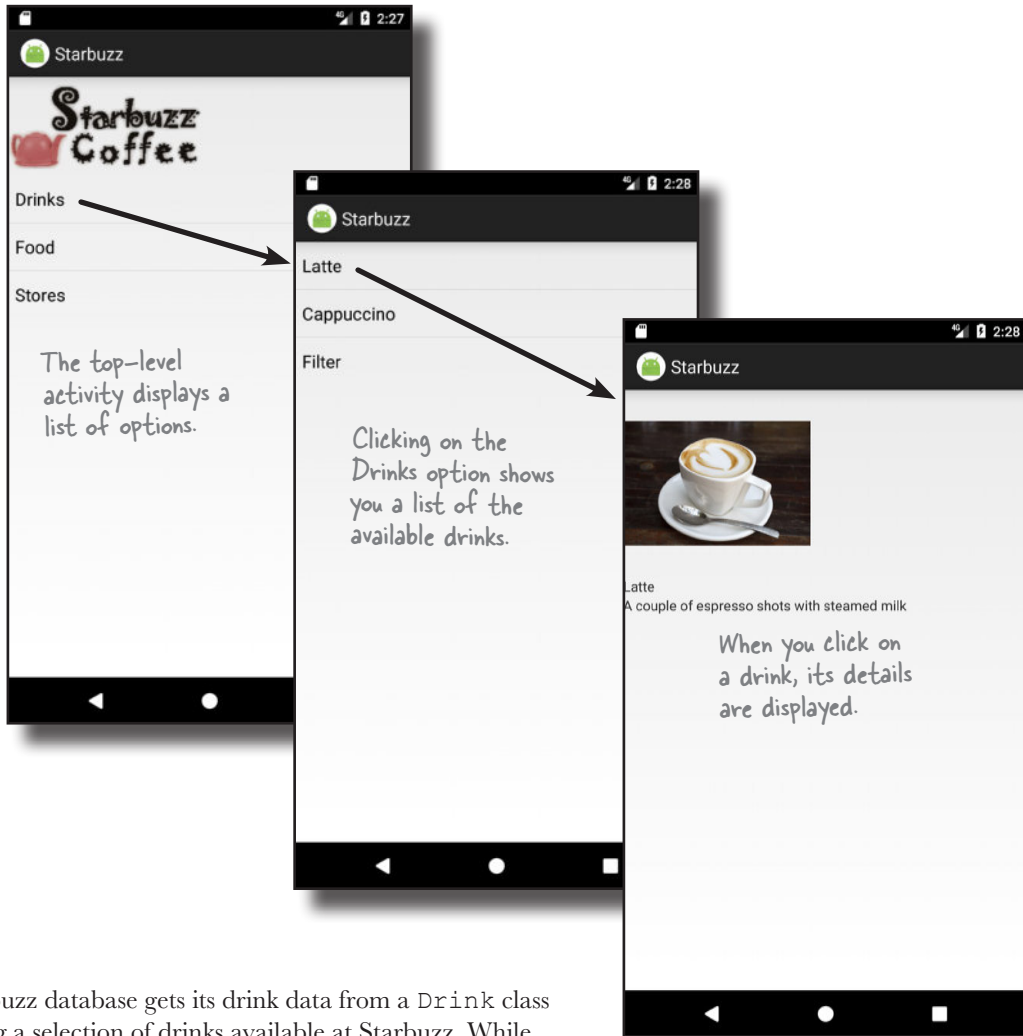 2:27
Starbuzz
Starbuzz
Coffee
Drinks
Food
Stores
The top-level
activity displays a
list of options.
2:28
Starbuzz
Latte
Cappuccino
Filter
Clicking on the
Drinks option shows
you a list of the
available drinks.
4G 2:28
Starbuzz
Latte
A couple of espresso shots with steamed milk
When you click on
a drink, its details
are displayed.
buzz database gets its drink data from a Drink class
a selection of drinks available at Starbuzz. While